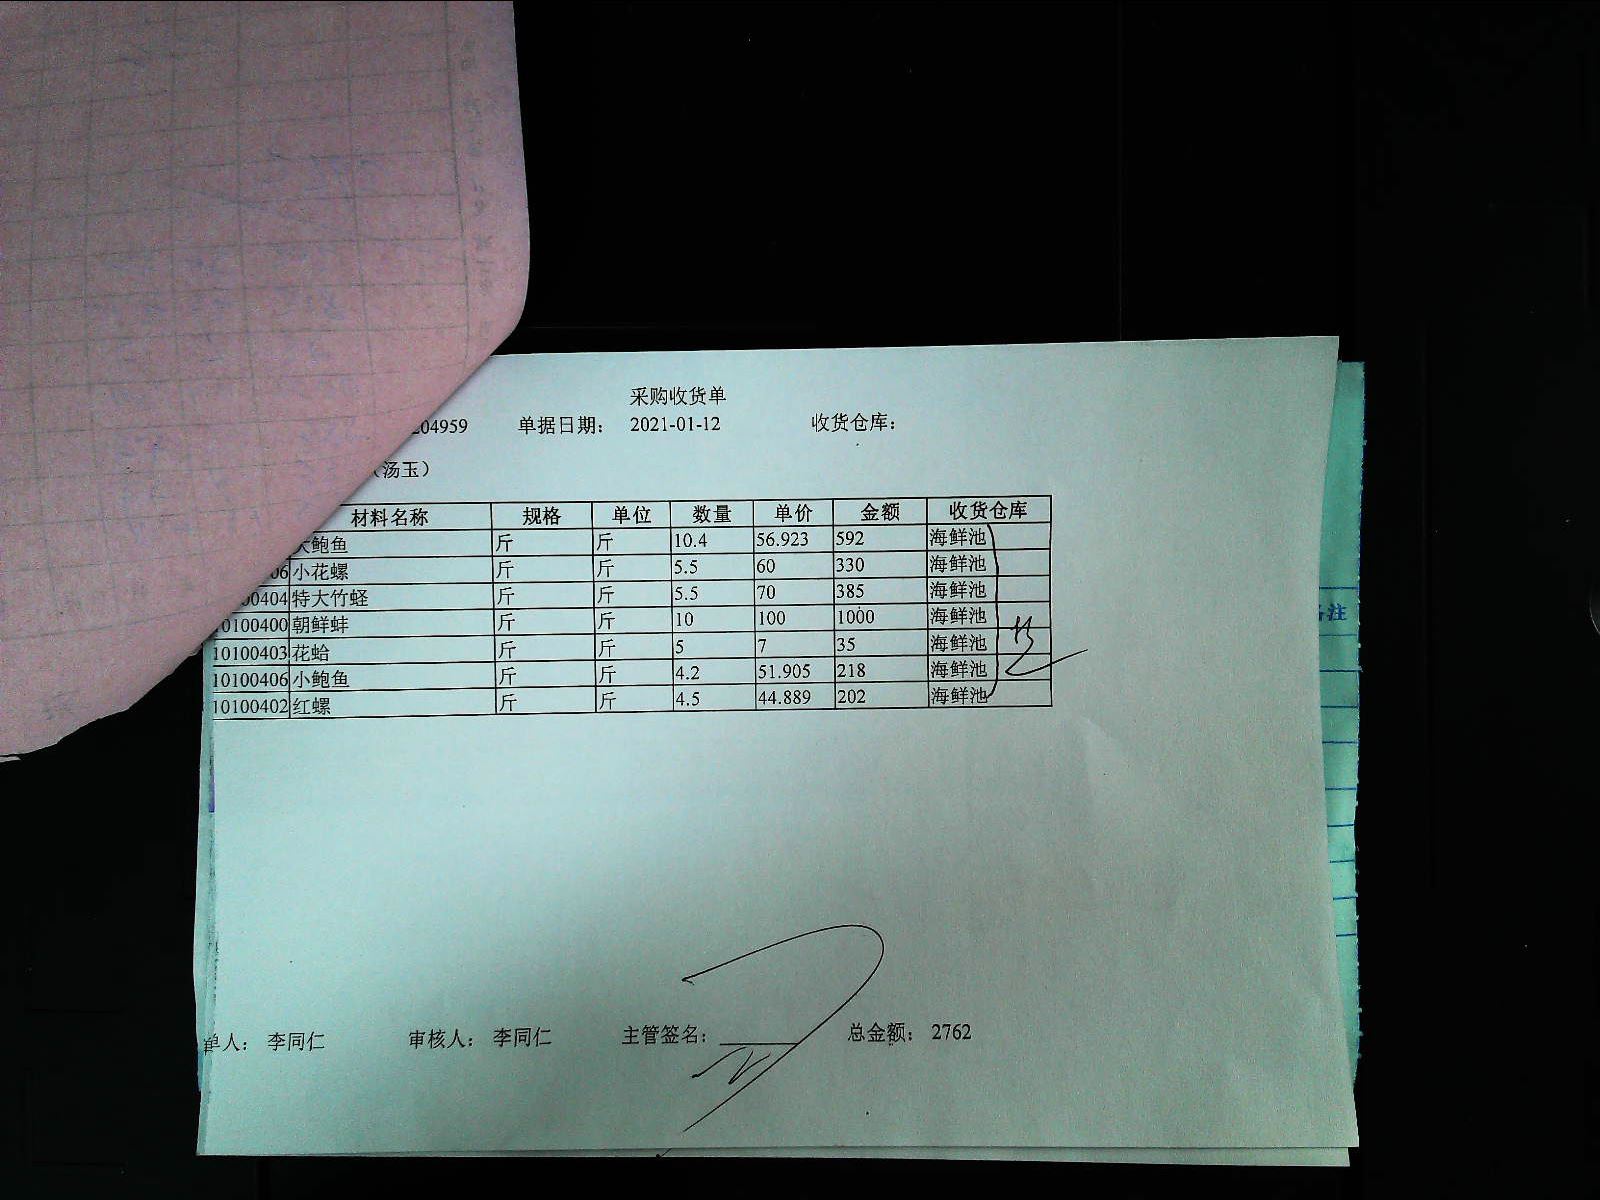 采购收货单
204959 单据日期: 2021-01-12 收货仓库:
(汤玉)
材料名称 规格 单位 数量 单价 金额 收货仓库
大鲍鱼 斤 斤 10.4 56.923 592 海鲜池
06 小花螺 斤 斤 5.5 60 330 海鲜池
00404 特大竹蛏 斤 斤 5.5 70 385 海鲜池
10100400 朝鲜蚌 斤 斤 10 100 1000 海鲜池
10100403 花蛤 斤 斤 5 7 35 海鲜池
10100406 小鲍鱼 斤 斤 4.2 51.905 218 海鲜池
10100402 红螺 斤 斤 4.5 44.889 202 海鲜池
备注
单人: 李同仁 审核人: 李同仁 主管签名: 总金额: 2762